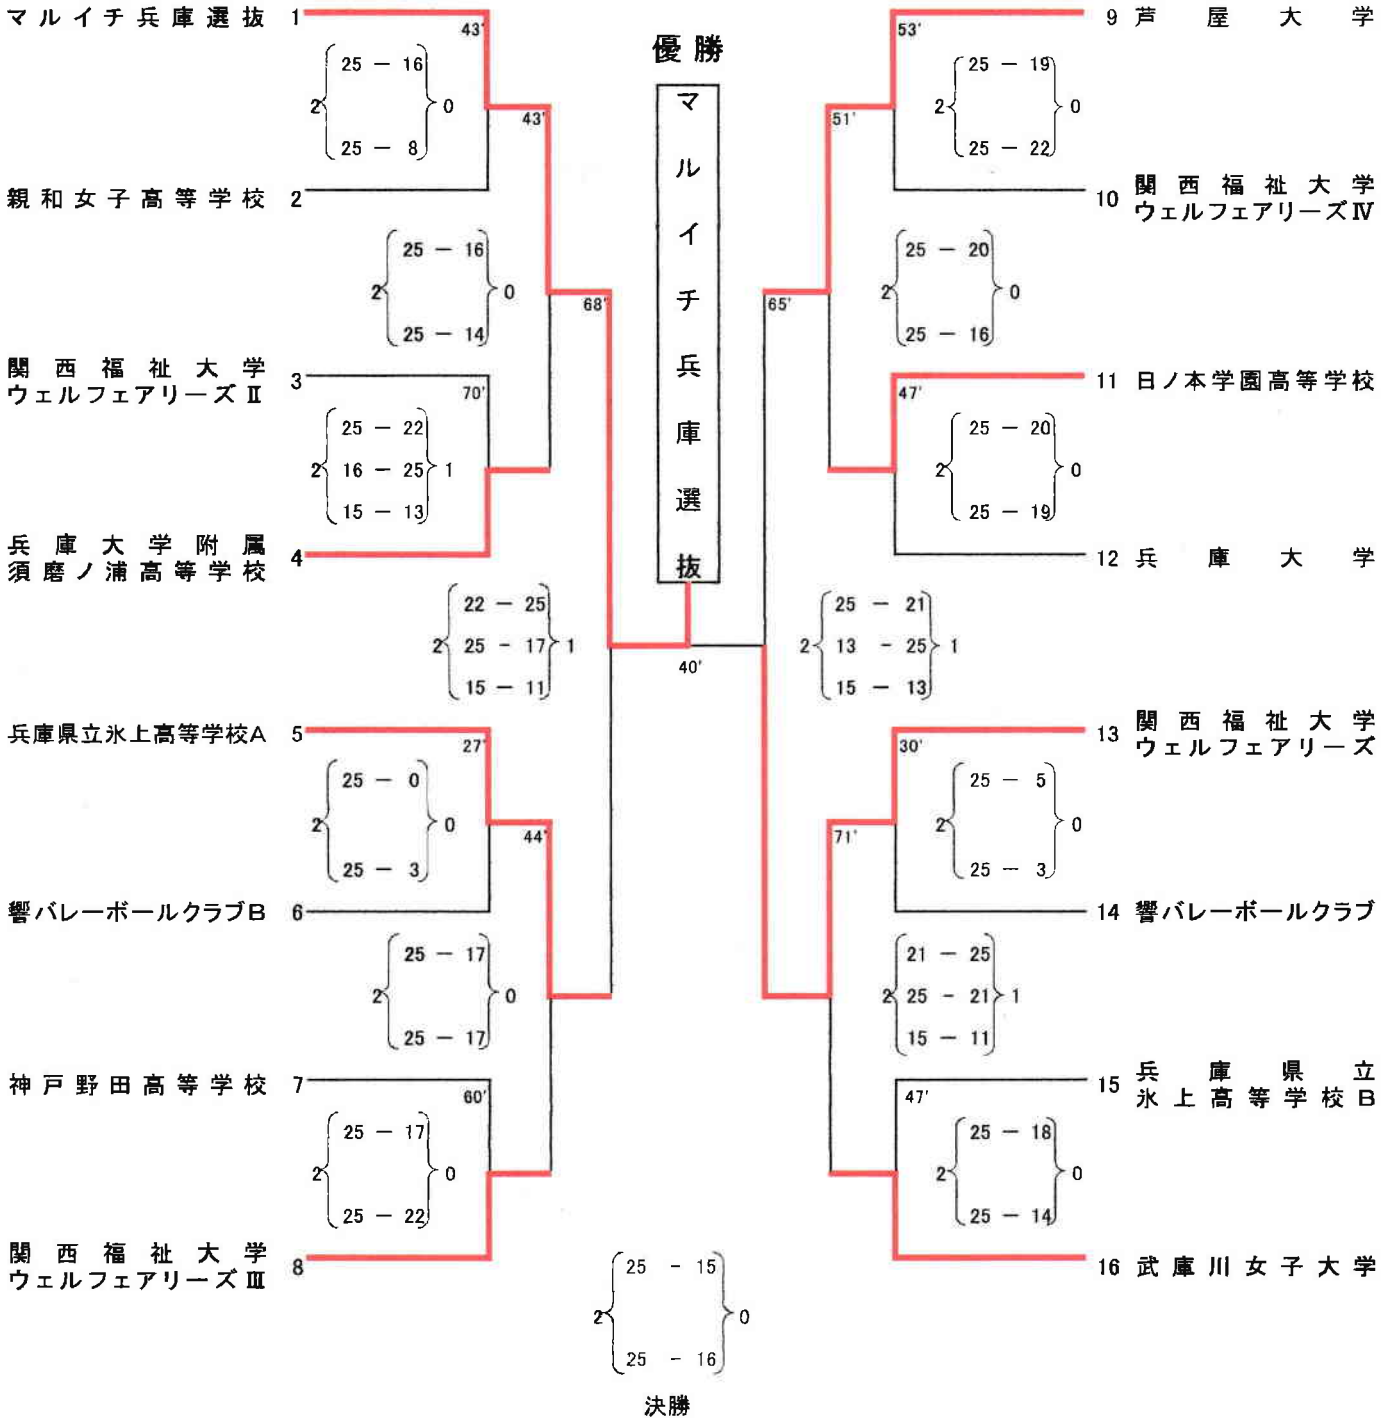 マルイチ兵庫選抜 1
43'
25 － 16
2 0
25 － 8
親和女子高等学校 2
43'
25 － 16
2 0
25 － 14
関西福祉大学
ウェルフェアリーズⅡ
3
70'
25 － 22
2 16 － 25 1
15 － 13
兵庫大学附属
須磨ノ浦高等学校
4
68'
22 － 25
2 25 - 17 1
15 － 11
兵庫県立氷上高等学校A 5
27'
25 － 0
2 0
25 － 3
響バレーボールクラブB 6
44'
25 － 17
2 0
25 － 17
神戸野田高等学校 7
60'
25 － 17
2 0
25 － 22
関西福祉大学
ウェルフェアリーズⅢ
8
優勝
マルイチ兵庫選抜
40'
25 - 15
2 0
25 - 16
決勝
9 芦屋大学
53'
25 － 19
2 0
25 － 22
10 関西福祉大学
ウェルフェアリーズⅣ
51'
25 － 20
2 0
25 － 16
11 日ノ本学園高等学校
47'
25 － 20
2 0
25 － 19
12 兵庫大学
65'
25 － 21
2 13 - 25 1
15 － 13
13 関西福祉大学
ウェルフェアリーズ
30'
25 － 5
2 0
25 － 3
14 響バレーボールクラブ
71'
21 － 25
2 25 - 21 1
15 － 11
15 兵庫県立
氷上高等学校B
47'
25 － 18
2 0
25 － 14
16 武庫川女子大学